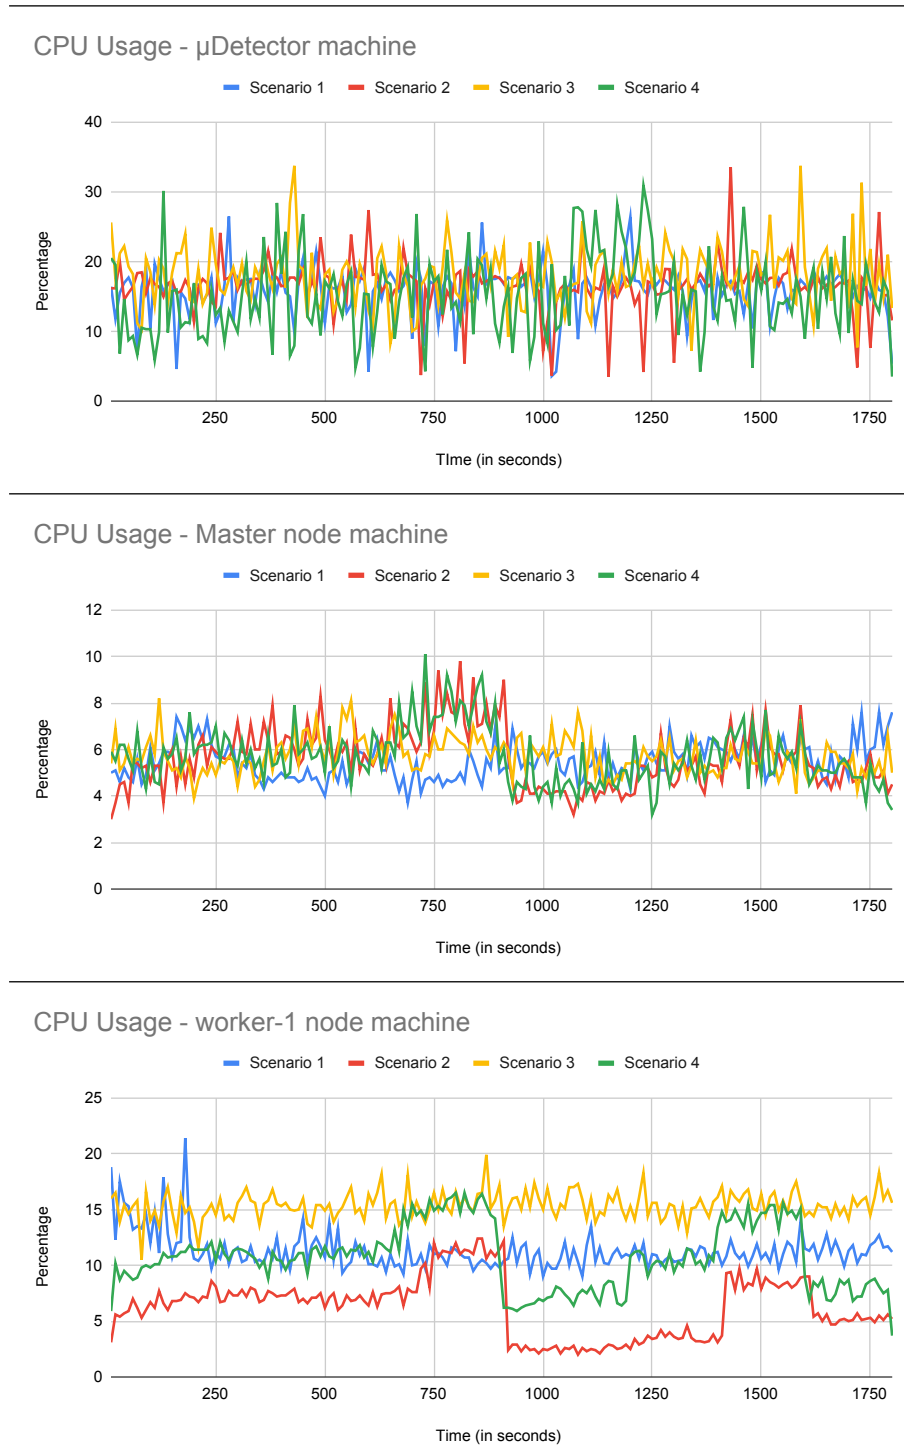 CPU Usage - µDetector machine
Scenario 1 Scenario 2 Scenario 3 Scenario 4
40
30
20
10
0
Percentage
250 500 750 1000 1250 1500 1750
TIme (in seconds)
CPU Usage - Master node machine
Scenario 1 Scenario 2 Scenario 3 Scenario 4
12
10
8
6
4
2
0
Percentage
250 500 750 1000 1250 1500 1750
Time (in seconds)
CPU Usage - worker-1 node machine
Scenario 1 Scenario 2 Scenario 3 Scenario 4
25
20
15
10
5
0
Percentage
250 500 750 1000 1250 1500 1750
Time (in seconds)